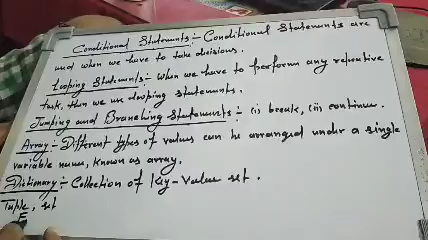 Conditional Statements:- Conditional Statements are
and when we have to take decisions.
Looping Statements:- When we have to perform any repeative
task, then we use looping statements.
Jumping and Branching Statements:- (i) break, (ii) continue.
Array:- Different types of values can be arranged under a single
variable name, known as array.
Dictionary:- Collection of Key-Value set.
Tuple, set